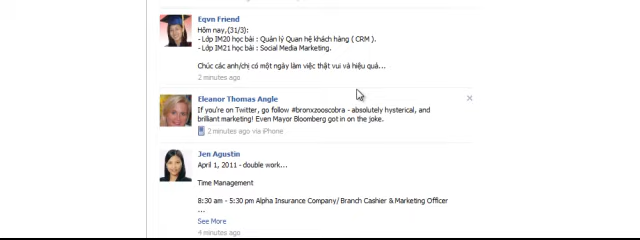 Eqvn Friend
Hôm nay,(31/3):
- Lớp IM20 học bài : Quản lý Quan hệ khách hàng ( CRM ).
- Lớp IM21 học bài : Social Media Marketing.
Chúc các anh/chị có một ngày làm việc thật vui và hiệu quả...
2 minutes ago
Eleanor Thomas Angle
If you're on Twitter, go follow #bronxzooscobra - absolutely hysterical, and
brilliant marketing! Even Mayor Bloomberg got in on the joke.
2 minutes ago via iPhone
Jen Agustin
April 1, 2011 - double work...
Time Management
8:30 am - 5:30 pm Alpha Insurance Company/ Branch Cashier & Marketing Officer
...
See More
4 minutes ago